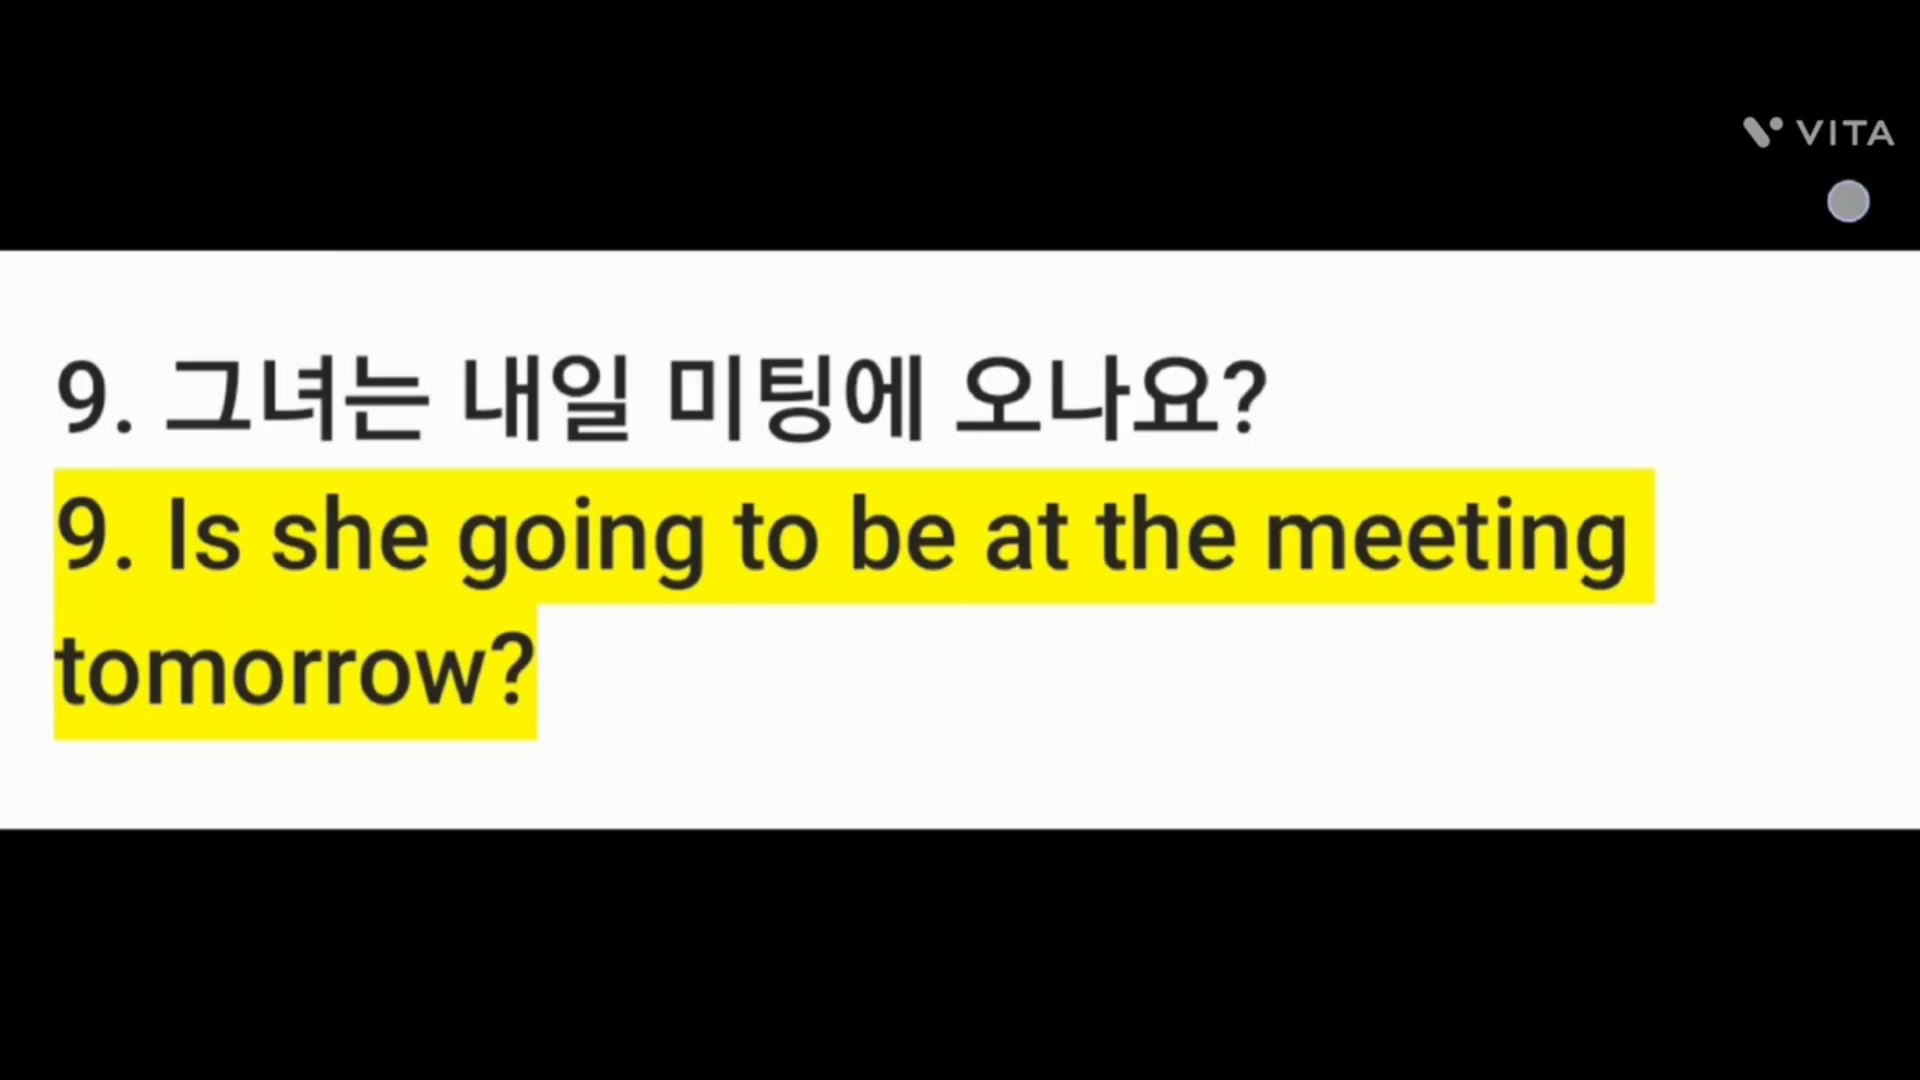 VITA
9. 그녀는 내일 미팅에 오나요?
9. Is she going to be at the meeting
tomorrow?